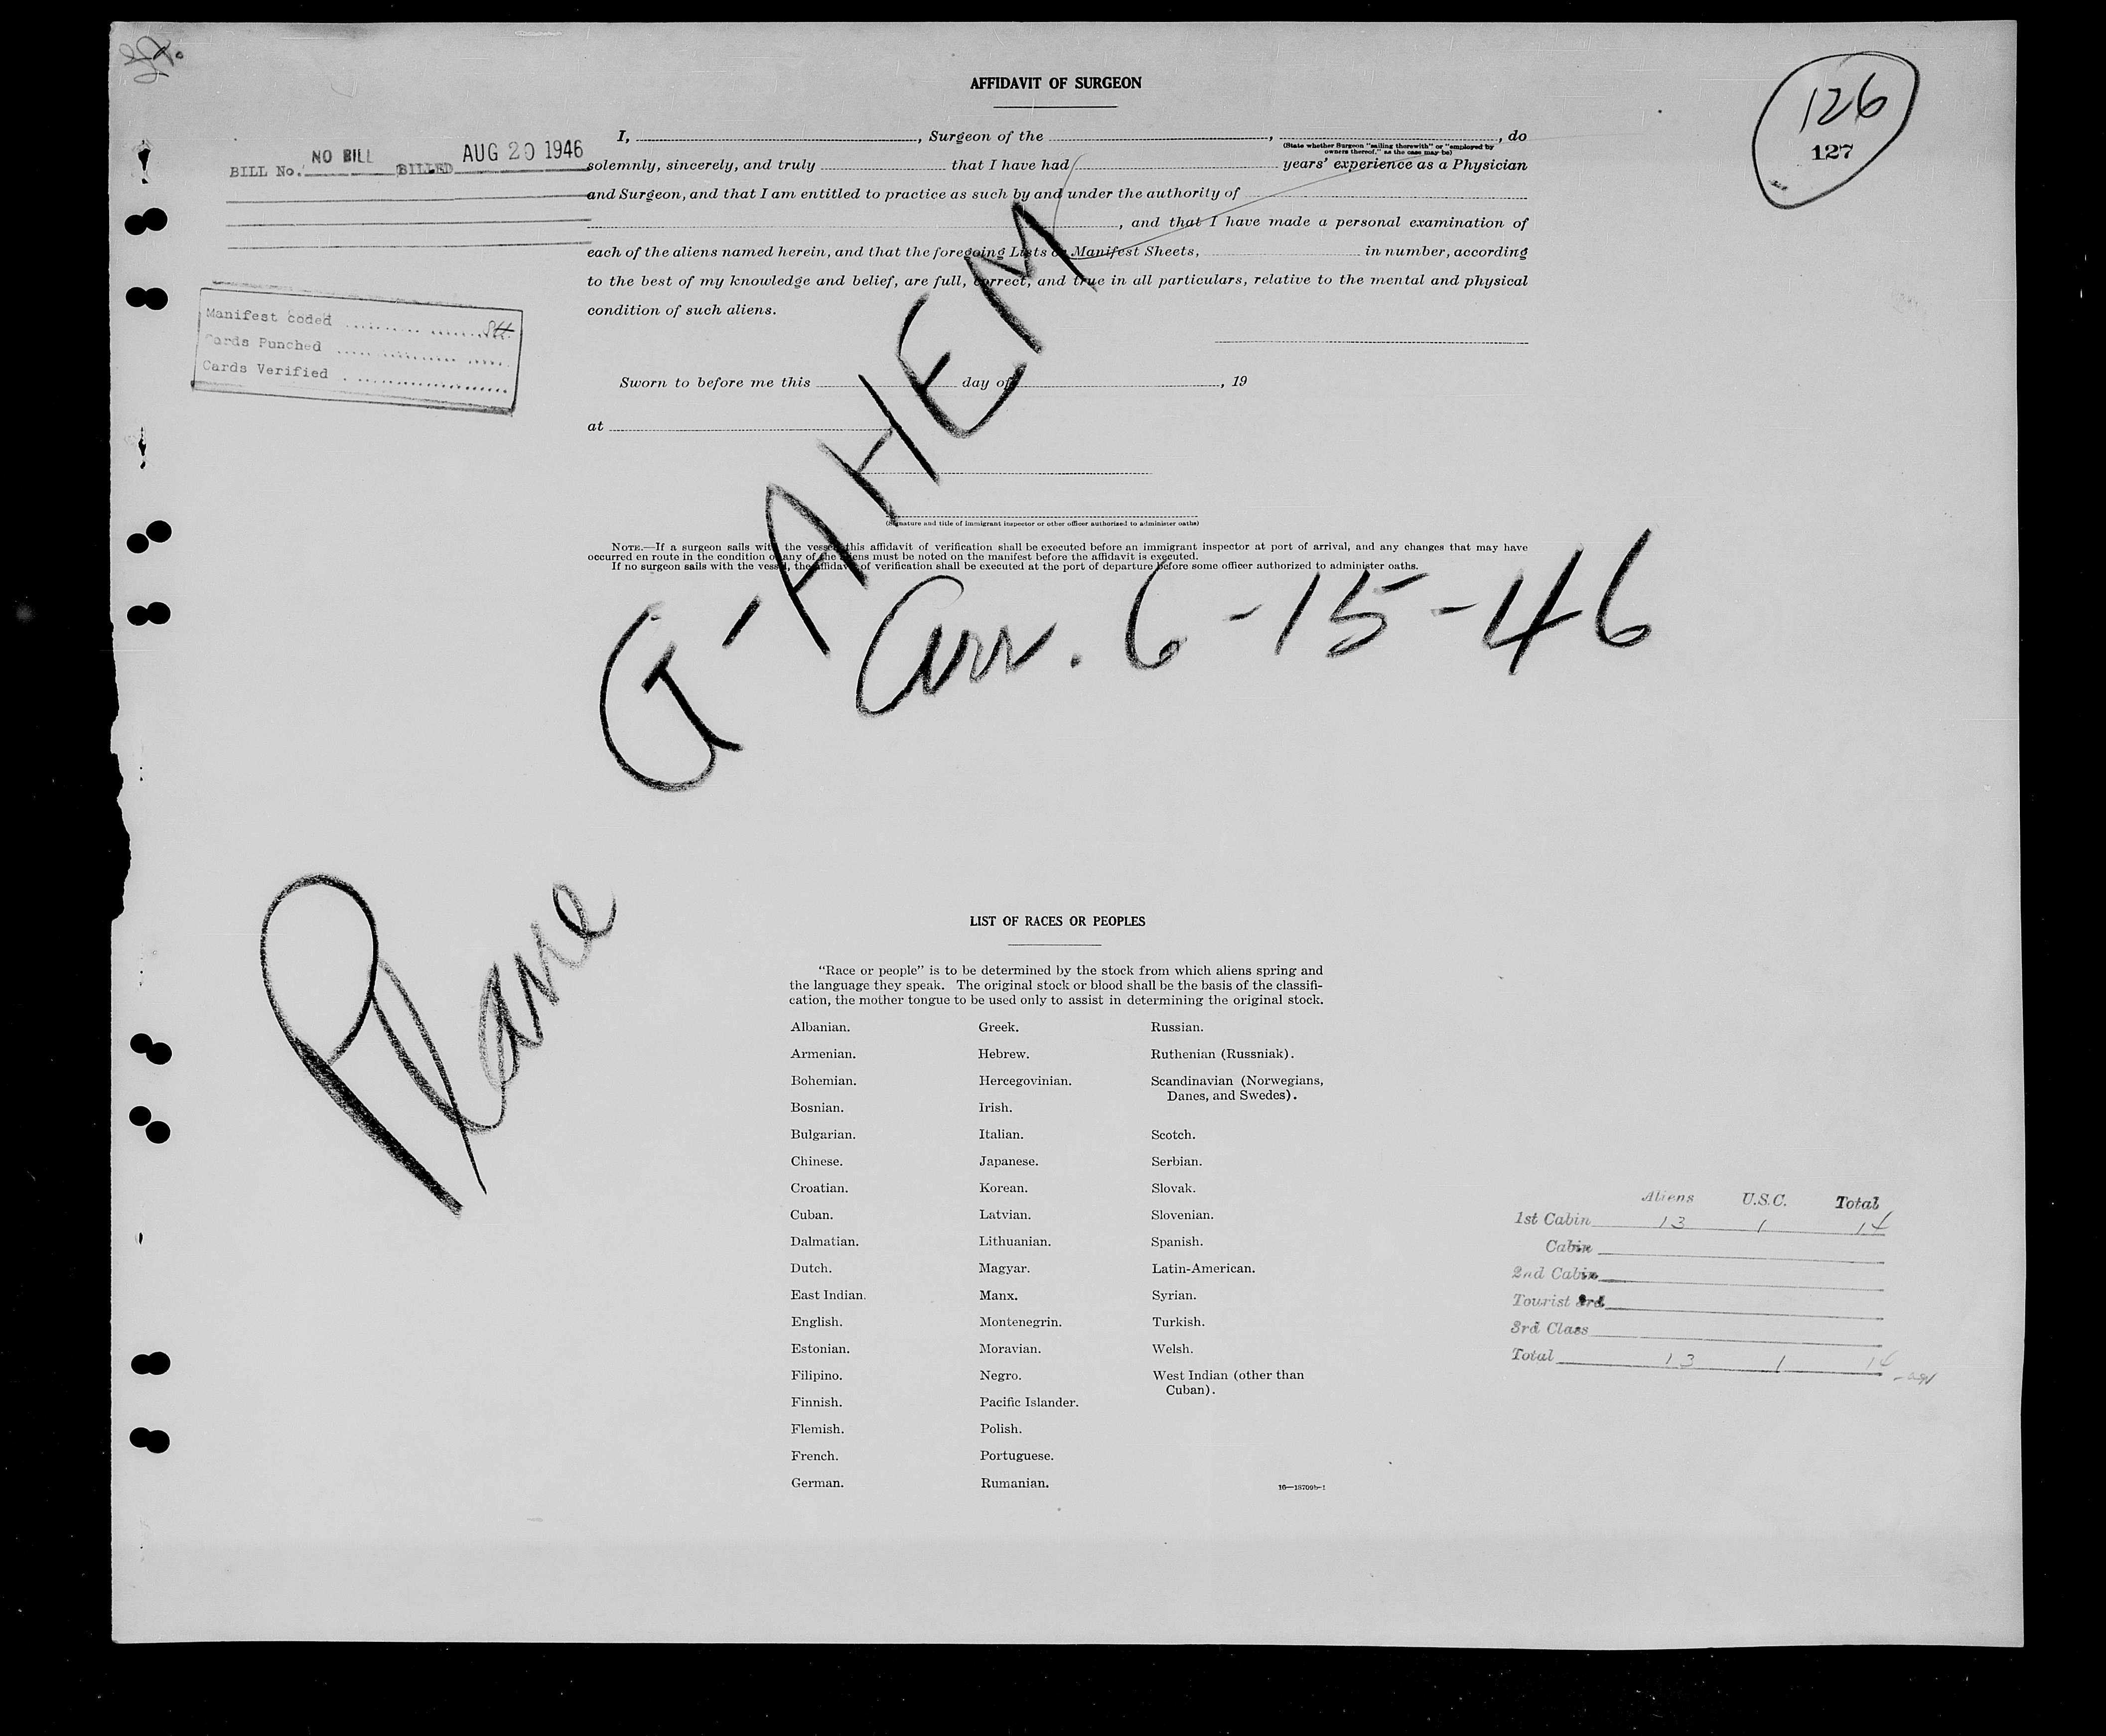 AFFIDAVIT OF SURGEON
126
127
I, , Surgeon of the , , do
(State whether Surgeon "sailing therewith" or "employed by
owners thereof," as the case may be)
BILL No. NO BILL BILLED AUG 20 1946
solemnly, sincerely, and truly that I have had years' experience as a Physician
and Surgeon, and that I am entitled to practice as such by and under the authority of
, and that I have made a personal examination of
each of the aliens named herein, and that the foregoing Lists or Manifest Sheets, in number, according
to the best of my knowledge and belief, are full, correct, and true in all particulars, relative to the mental and physical
condition of such aliens.
Manifest coded
Cards Punched
Cards Verified
Sworn to before me this day of , 19
at
(Signature and title of immigrant inspector or other officer authorized to administer oaths)
NOTE.—If a surgeon sails with the vessel, this affidavit of verification shall be executed before an immigrant inspector at port of arrival, and any changes that may have
occurred en route in the condition of any of the aliens must be noted on the manifest before the affidavit is executed.
If no surgeon sails with the vessel, the affidavit of verification shall be executed at the port of departure before some officer authorized to administer oaths.
Plane
G-AHEM
Arr. 6-15-46
LIST OF RACES OR PEOPLES
"Race or people" is to be determined by the stock from which aliens spring and
the language they speak. The original stock or blood shall be the basis of the classifi-
cation, the mother tongue to be used only to assist in determining the original stock.
Albanian.
Armenian.
Bohemian.
Bosnian.
Bulgarian.
Chinese.
Croatian.
Cuban.
Dalmatian.
Dutch.
East Indian.
English.
Estonian.
Filipino.
Finnish.
Flemish.
French.
German.
Greek.
Hebrew.
Hercegovinian.
Irish.
Italian.
Japanese.
Korean.
Latvian.
Lithuanian.
Magyar.
Manx.
Montenegrin.
Moravian.
Negro.
Pacific Islander.
Polish.
Portuguese.
Rumanian.
Russian.
Ruthenian (Russniak).
Scandinavian (Norwegians,
Danes, and Swedes).
Scotch.
Serbian.
Slovak.
Slovenian.
Spanish.
Latin-American.
Syrian.
Turkish.
Welsh.
West Indian (other than
Cuban).
Aliens U.S.C. Total
1st Cabin 13 1 14
Cabin
2nd Cabin
Tourist 3rd
3rd Class
Total 13 1 14